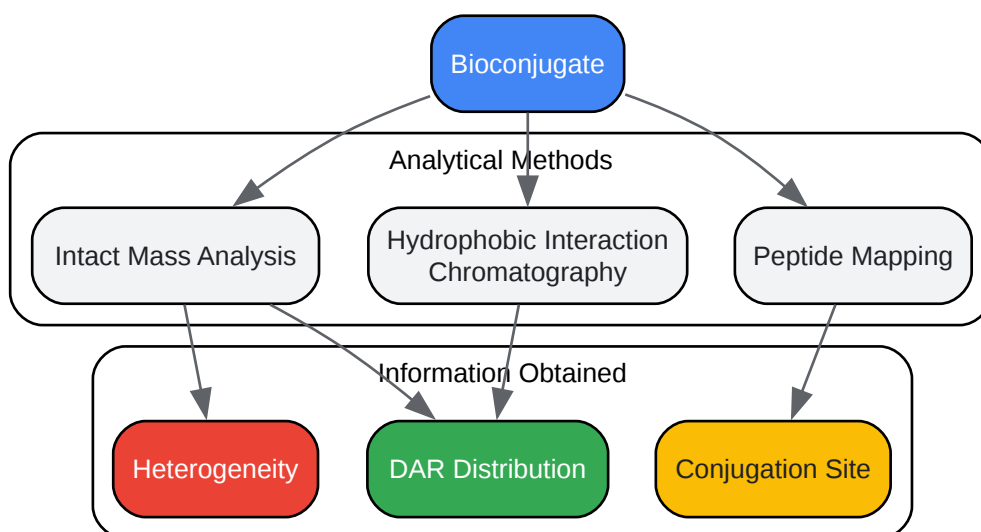 Bioconjugate
Analytical Methods
Intact Mass Analysis
Hydrophobic Interaction
Chromatography
Peptide Mapping
Information Obtained
Heterogeneity
DAR Distribution
Conjugation Site